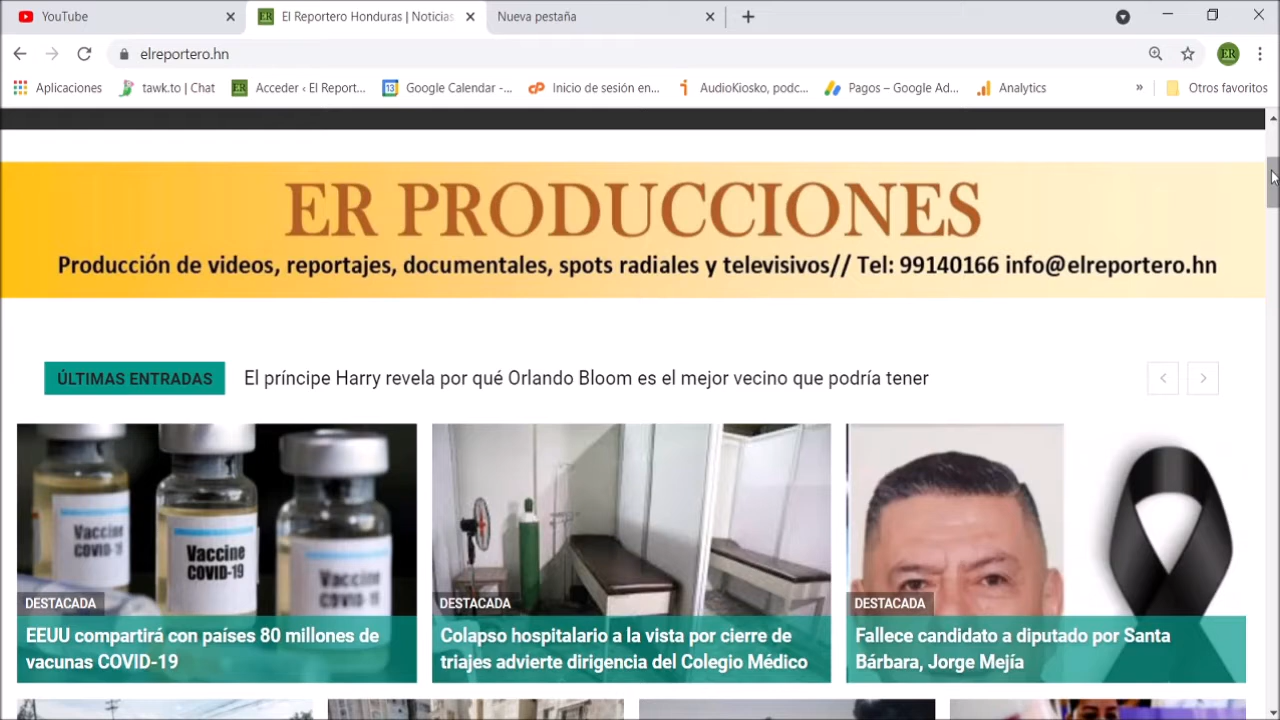 YouTube
El Reportero Honduras | Noticias
Nueva pestaña
elreportero.hn
ER
Aplicaciones
tawk.to | Chat
Acceder ‹ El Report...
Google Calendar -...
Inicio de sesión en...
AudioKiosko, podc...
Pagos – Google Ad...
Analytics
»
Otros favoritos
ER PRODUCCIONES
Producción de videos, reportajes, documentales, spots radiales y televisivos// Tel: 99140166 info@elreportero.hn
ÚLTIMAS ENTRADAS
El príncipe Harry revela por qué Orlando Bloom es el mejor vecino que podría tener
Vaccine
COVID-19
Vaccine
COVID-19
Vaccine
COVID-19
DESTACADA
EEUU compartirá con países 80 millones de
vacunas COVID-19
DESTACADA
Colapso hospitalario a la vista por cierre de
triajes advierte dirigencia del Colegio Médico
DESTACADA
Fallece candidato a diputado por Santa
Bárbara, Jorge Mejía